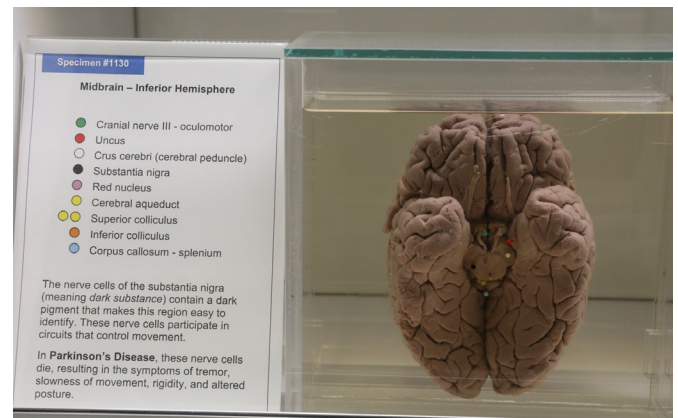 Specimen #1130
Midbrain – Inferior Hemisphere
Cranial nerve III - oculomotor
Uncus
Crus cerebri (cerebral peduncle)
Substantia nigra
Red nucleus
Cerebral aqueduct
Superior colliculus
Inferior colliculus
Corpus callosum - splenium
The nerve cells of the substantia nigra
(meaning dark substance) contain a dark
pigment that makes this region easy to
identify. These nerve cells participate in
circuits that control movement.
In Parkinson's Disease, these nerve cells
die, resulting in the symptoms of tremor,
slowness of movement, rigidity, and altered
posture.